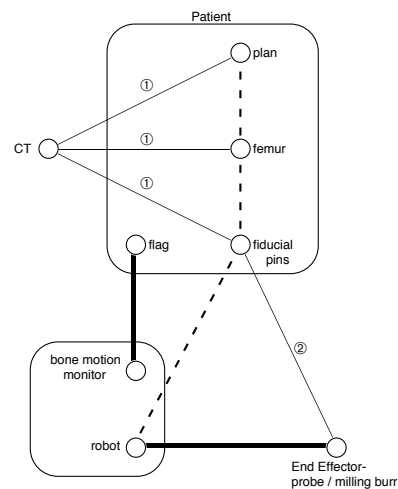 Patient
plan
①
CT
①
femur
①
flag
fiducial
pins
②
bone motion
monitor
robot
End Effector-
probe / milling burr